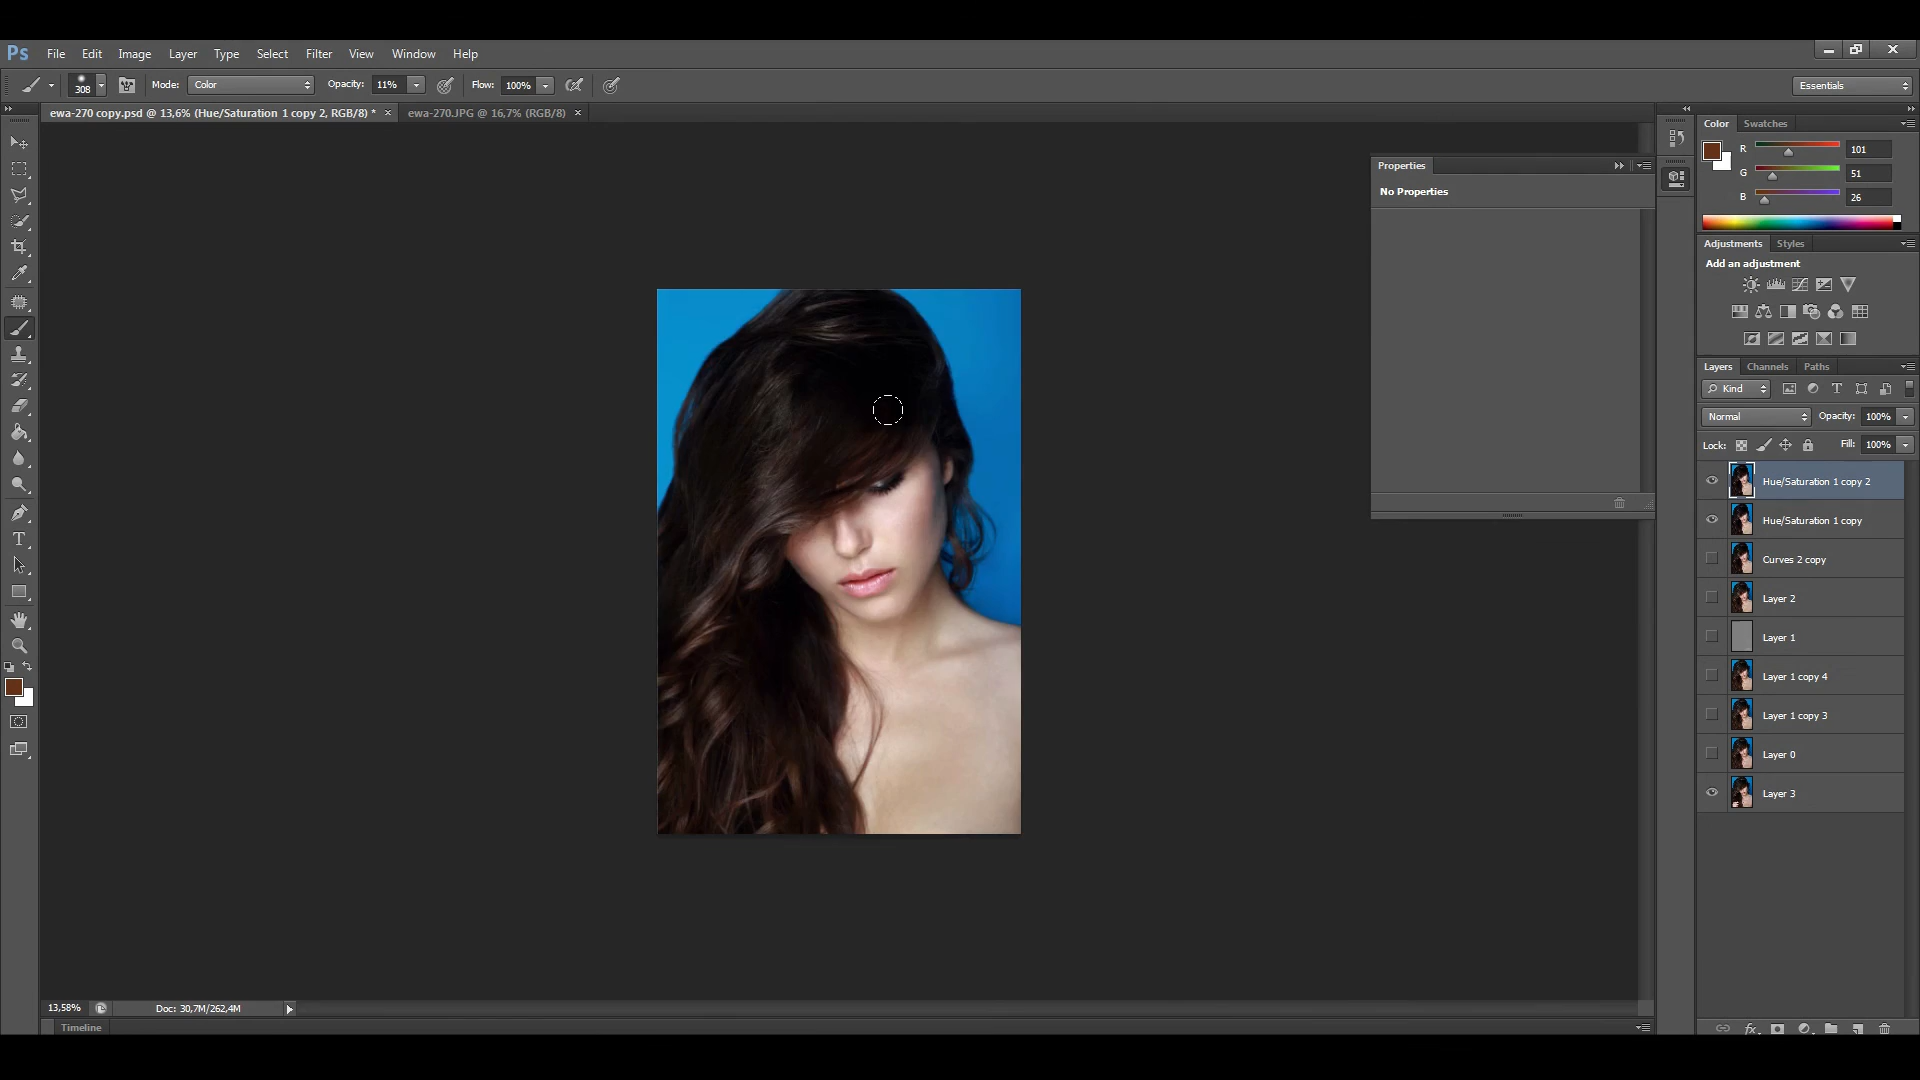 Ps File Edit Image Layer Type Select Filter View Window Help
308 Mode: Color Opacity: 11% Flow: 100% Essentials
ewa-270 copy.psd @ 13,6% (Hue/Saturation 1 copy 2, RGB/8) * × ewa-270.JPG @ 16,7% (RGB/8) ×
Color Swatches
R 101
G 51
B 26
Properties
No Properties
Adjustments Styles
Add an adjustment
Layers Channels Paths
Kind T
Normal Opacity: 100%
Lock: Fill: 100%
Hue/Saturation 1 copy 2
Hue/Saturation 1 copy
Curves 2 copy
Layer 2
Layer 1
Layer 1 copy 4
Layer 1 copy 3
Layer 0
Layer 3
T
fx
13,58% Doc: 30,7M/262,4M
Timeline